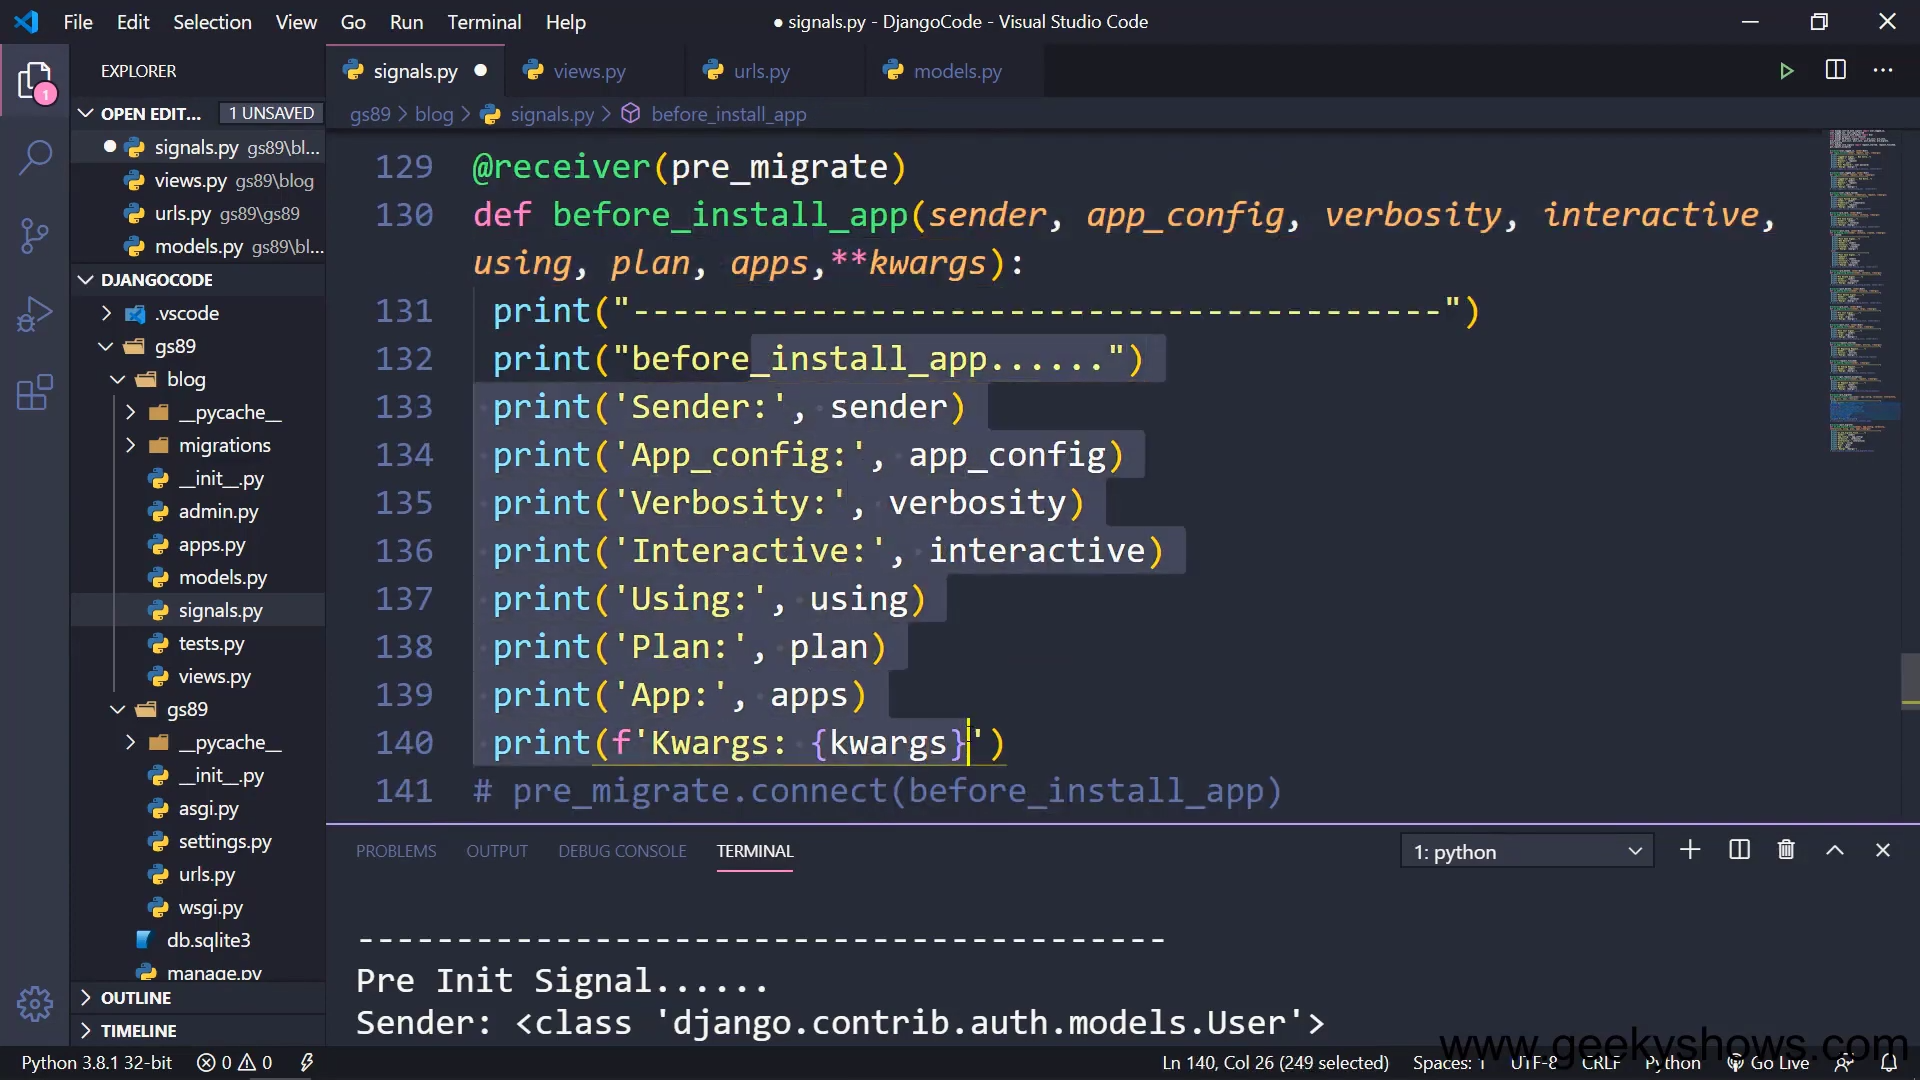 File Edit Selection View Go Run Terminal Help
● signals.py - DjangoCode - Visual Studio Code
EXPLORER
signals.py
views.py
urls.py
models.py
1
OPEN EDIT... 1 UNSAVED
signals.py gs89\bl...
views.py gs89\blog
urls.py gs89\gs89
models.py gs89\bl...
DJANGOCODE
.vscode
gs89
blog
__pycache__
migrations
__init__.py
admin.py
apps.py
models.py
signals.py
tests.py
views.py
gs89
__pycache__
__init__.py
asgi.py
settings.py
urls.py
wsgi.py
db.sqlite3
manage.py
OUTLINE
TIMELINE
gs89 > blog > signals.py > before_install_app
129 @receiver(pre_migrate)
130 def before_install_app(sender, app_config, verbosity, interactive,
using, plan, apps,**kwargs):
131 print("-----------------------------------------")
132 print("before_install_app......")
133 print('Sender:', sender)
134 print('App_config:', app_config)
135 print('Verbosity:', verbosity)
136 print('Interactive:', interactive)
137 print('Using:', using)
138 print('Plan:', plan)
139 print('App:', apps)
140 print(f'Kwargs: {kwargs}')
141 # pre_migrate.connect(before_install_app)
PROBLEMS OUTPUT DEBUG CONSOLE TERMINAL 1: python
-----------------------------------------
Pre Init Signal......
Sender: <class 'django.contrib.auth.models.User'>
www.geekyshows.com
Python 3.8.1 32-bit 0 0 Ln 140, Col 26 (249 selected) Spaces: 1 UTF-8 CRLF Python Go Live